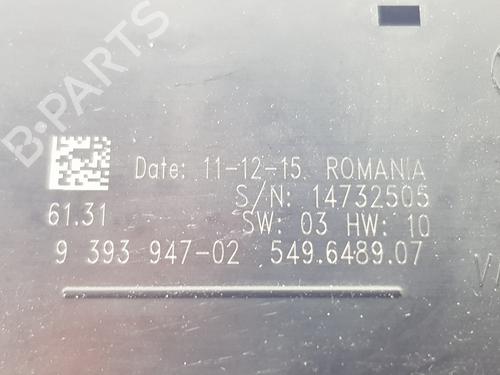 B-PARTS
Date: 11-12-15 ROMANIA
S/N: 14732505
61.31 SW: 03 HW: 10
9 393 947-02 549.6489.07